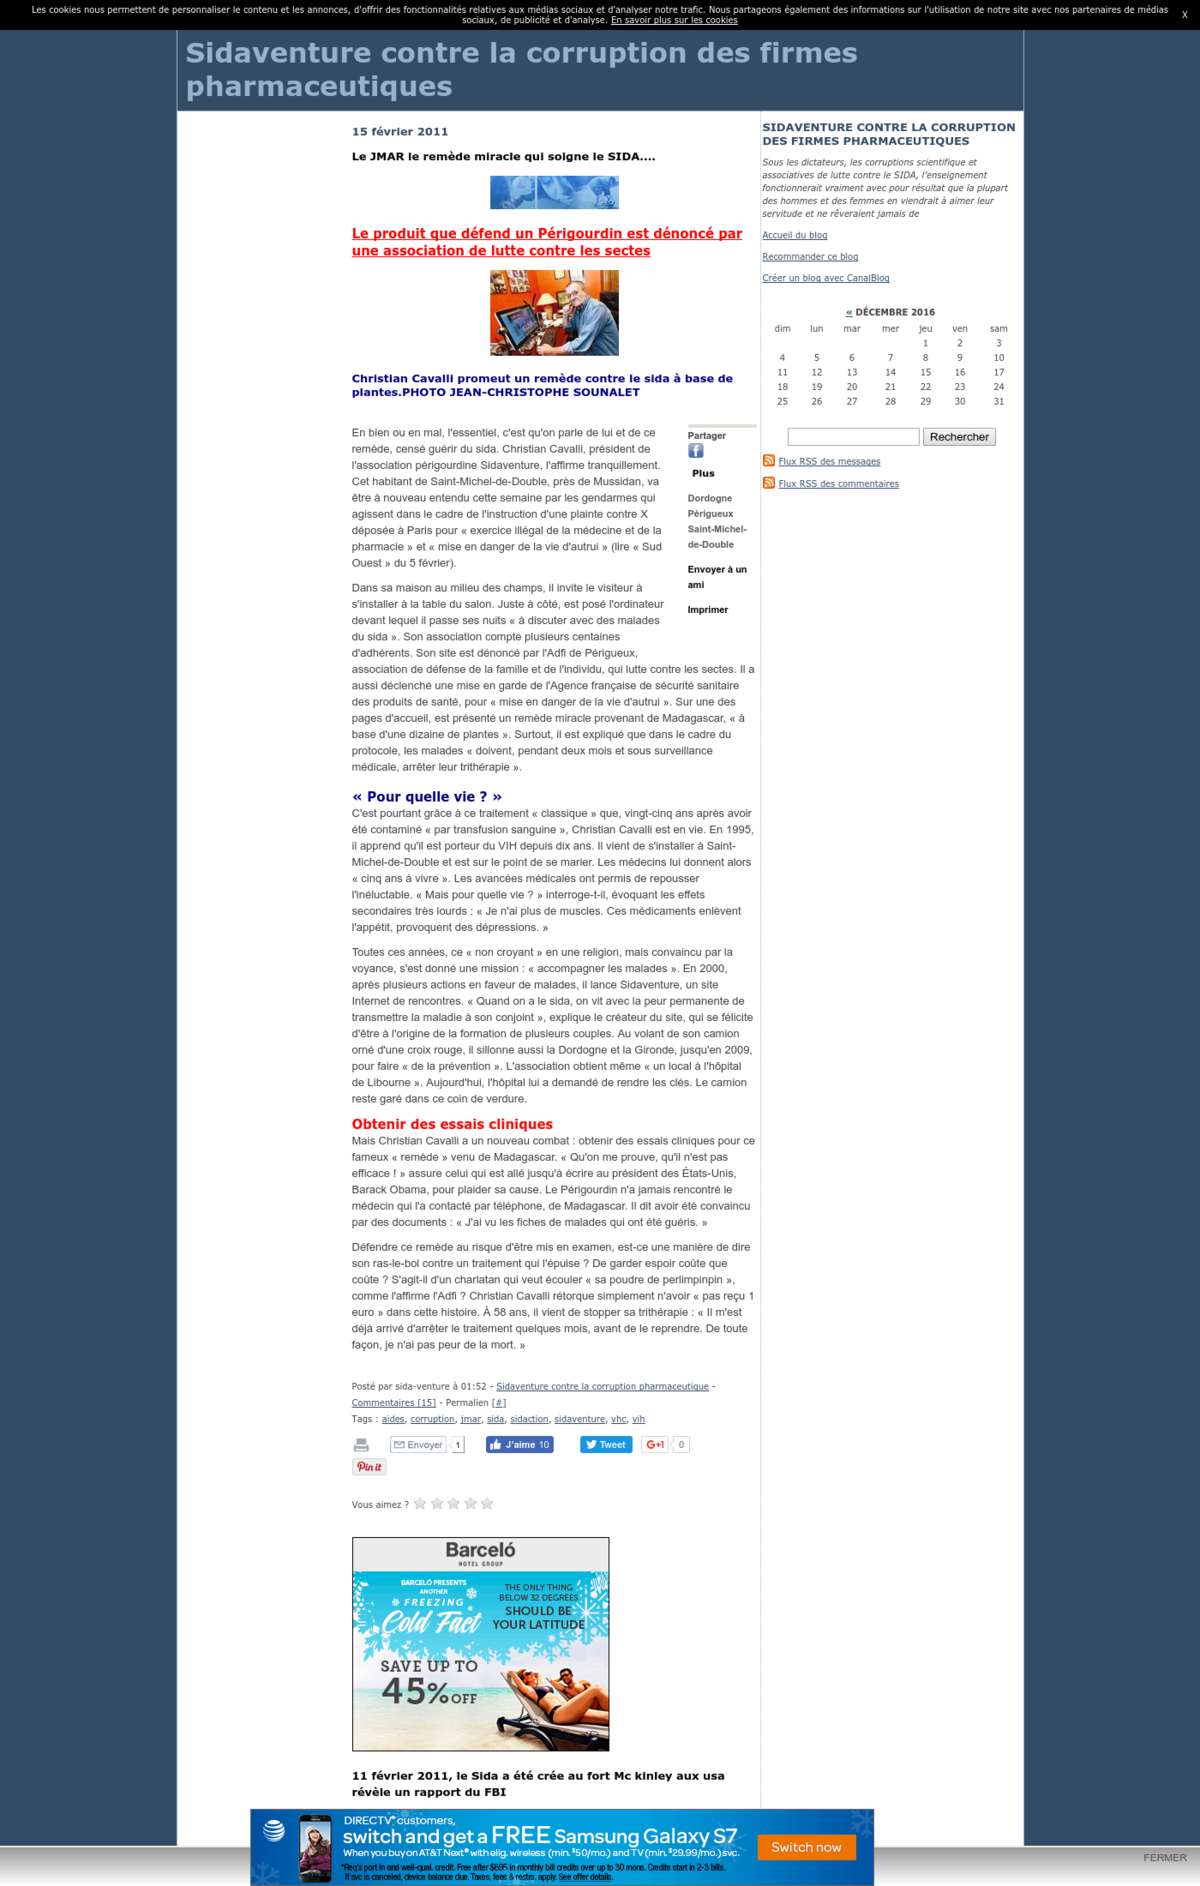 Les cookies nous permettent de personnaliser le contenu et les annonces, d'offrir des fonctionnalités relatives aux médias sociaux et d'analyser notre trafic. Nous partageons également des informations sur l'utilisation de notre site avec nos partenaires de médias
sociaux, de publicité et d'analyse. En savoir plus sur les cookies
X
Sidaventure contre la corruption des firmes
pharmaceutiques
15 février 2011
Le JMAR le remède miracle qui soigne le SIDA....
Le produit que défend un Périgourdin est dénoncé par
une association de lutte contre les sectes
Christian Cavalli promeut un remède contre le sida à base de
plantes.PHOTO JEAN-CHRISTOPHE SOUNALET
Partager
Plus
Dordogne
Périgueux
Saint-Michel-
de-Double
Envoyer à un
ami
Imprimer
En bien ou en mal, l'essentiel, c'est qu'on parle de lui et de ce
remède, censé guérir du sida. Christian Cavalli, président de
l'association périgourdine Sidaventure, l'affirme tranquillement.
Cet habitant de Saint-Michel-de-Double, près de Mussidan, va
être à nouveau entendu cette semaine par les gendarmes qui
agissent dans le cadre de l'instruction d'une plainte contre X
déposée à Paris pour « exercice illégal de la médecine et de la
pharmacie » et « mise en danger de la vie d'autrui » (lire « Sud
Ouest » du 5 février).
Dans sa maison au milieu des champs, il invite le visiteur à
s'installer à la table du salon. Juste à côté, est posé l'ordinateur
devant lequel il passe ses nuits « à discuter avec des malades
du sida ». Son association compte plusieurs centaines
d'adhérents. Son site est dénoncé par l'Adfi de Périgueux,
association de défense de la famille et de l'individu, qui lutte contre les sectes. Il a
aussi déclenché une mise en garde de l'Agence française de sécurité sanitaire
des produits de santé, pour « mise en danger de la vie d'autrui ». Sur une des
pages d'accueil, est présenté un remède miracle provenant de Madagascar, « à
base d'une dizaine de plantes ». Surtout, il est expliqué que dans le cadre du
protocole, les malades « doivent, pendant deux mois et sous surveillance
médicale, arrêter leur trithérapie ».
« Pour quelle vie ? »
C'est pourtant grâce à ce traitement « classique » que, vingt-cinq ans après avoir
été contaminé « par transfusion sanguine », Christian Cavalli est en vie. En 1995,
il apprend qu'il est porteur du VIH depuis dix ans. Il vient de s'installer à Saint-
Michel-de-Double et est sur le point de se marier. Les médecins lui donnent alors
« cinq ans à vivre ». Les avancées médicales ont permis de repousser
l'inéluctable. « Mais pour quelle vie ? » interroge-t-il, évoquant les effets
secondaires très lourds : « Je n'ai plus de muscles. Ces médicaments enlèvent
l'appétit, provoquent des dépressions. »
Toutes ces années, ce « non croyant » en une religion, mais convaincu par la
voyance, s'est donné une mission : « accompagner les malades ». En 2000,
après plusieurs actions en faveur de malades, il lance Sidaventure, un site
Internet de rencontres. « Quand on a le sida, on vit avec la peur permanente de
transmettre la maladie à son conjoint », explique le créateur du site, qui se félicite
d'être à l'origine de la formation de plusieurs couples. Au volant de son camion
orné d'une croix rouge, il sillonne aussi la Dordogne et la Gironde, jusqu'en 2009,
pour faire « de la prévention ». L'association obtient même « un local à l'hôpital
de Libourne ». Aujourd'hui, l'hôpital lui a demandé de rendre les clés. Le camion
reste garé dans ce coin de verdure.
Obtenir des essais cliniques
Mais Christian Cavalli a un nouveau combat : obtenir des essais cliniques pour ce
fameux « remède » venu de Madagascar. « Qu'on me prouve, qu'il n'est pas
efficace ! » assure celui qui est allé jusqu'à écrire au président des États-Unis,
Barack Obama, pour plaider sa cause. Le Périgourdin n'a jamais rencontré le
médecin qui l'a contacté par téléphone, de Madagascar. Il dit avoir été convaincu
par des documents : « J'ai vu les fiches de malades qui ont été guéris. »
Défendre ce remède au risque d'être mis en examen, est-ce une manière de dire
son ras-le-bol contre un traitement qui l'épuise ? De garder espoir coûte que
coûte ? S'agit-il d'un charlatan qui veut écouler « sa poudre de perlimpinpin »,
comme l'affirme l'Adfi ? Christian Cavalli rétorque simplement n'avoir « pas reçu 1
euro » dans cette histoire. À 58 ans, il vient de stopper sa trithérapie : « Il m'est
déjà arrivé d'arrêter le traitement quelques mois, avant de le reprendre. De toute
façon, je n'ai pas peur de la mort. »
Posté par sida-venture à 01:52 - Sidaventure contre la corruption pharmaceutique -
Commentaires [15] - Permalien [#]
Tags : aides, corruption, jmar, sida, sidaction, sidaventure, vhc, vih
Envoyer 1 J'aime 10 Tweet G+1 0
Pin it
Vous aimez ?
Barceló
HOTEL GROUP
BARCELÓ PRESENTS
ANOTHER
FREEZING
Cold Fact
THE ONLY THING
BELOW 32 DEGREES
SHOULD BE
YOUR LATITUDE
SAVE UP TO
45% OFF
11 février 2011, le Sida a été crée au fort Mc kinley aux usa
révèle un rapport du FBI
SIDAVENTURE CONTRE LA CORRUPTION
DES FIRMES PHARMACEUTIQUES
Sous les dictateurs, les corruptions scientifique et
associatives de lutte contre le SIDA, l'enseignement
fonctionnerait vraiment avec pour résultat que la plupart
des hommes et des femmes en viendrait à aimer leur
servitude et ne rêveraient jamais de
Accueil du blog
Recommander ce blog
Créer un blog avec CanalBlog
« DÉCEMBRE 2016
dim lun mar mer jeu ven sam
1 2 3
4 5 6 7 8 9 10
11 12 13 14 15 16 17
18 19 20 21 22 23 24
25 26 27 28 29 30 31
Rechercher
Flux RSS des messages
Flux RSS des commentaires
AT&T
DIRECTV customers,
switch and get a FREE Samsung Galaxy S7
When you buy on AT&T Next® with elig. wireless (min. $50/mo.) and TV (min. $29.99/mo.) svc.
*Req's port in and well-qual. credit. Free after $695 in monthly bill credits over up to 30 mons. Credits start in 2-3 bills.
If svc is canceled, device balance due. Taxes, fees & restrs. apply. See offer details.
Switch now
FERMER